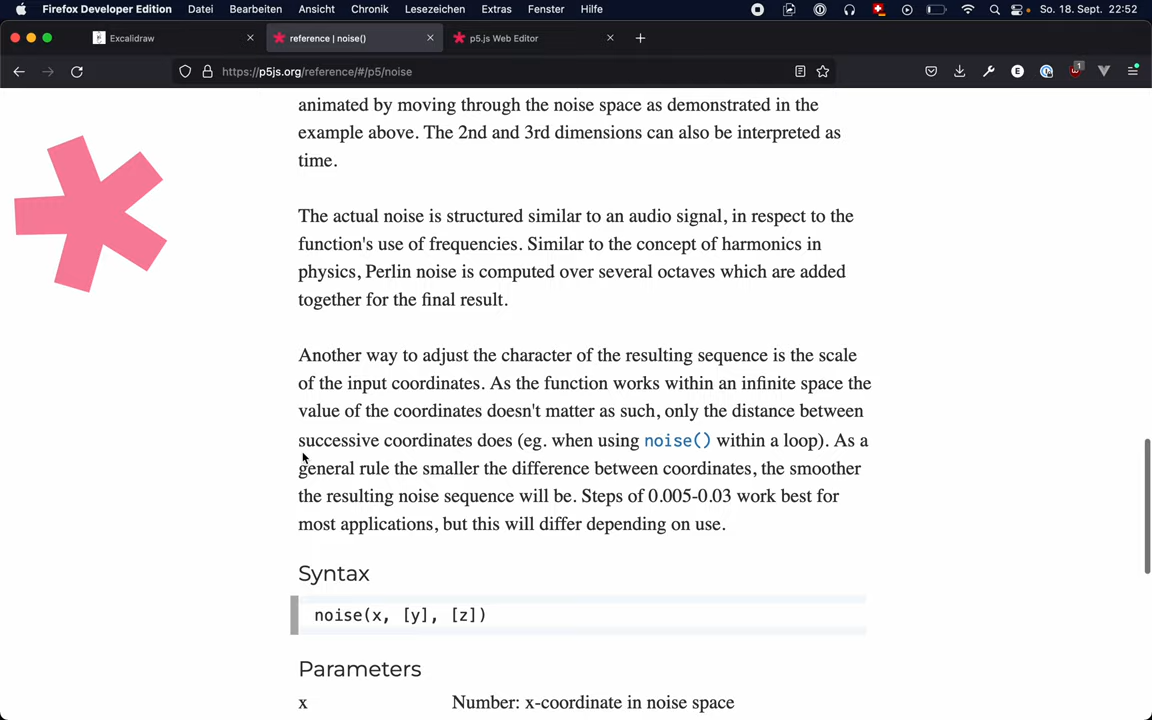 Firefox Developer Edition Datei Bearbeiten Ansicht Chronik Lesezeichen Extras Fenster Hilfe So. 18. Sept. 22:52
Excalidraw reference | noise() p5.js Web Editor
https://p5js.org/reference/#/p5/noise
animated by moving through the noise space as demonstrated in the
example above. The 2nd and 3rd dimensions can also be interpreted as
time.
The actual noise is structured similar to an audio signal, in respect to the
function's use of frequencies. Similar to the concept of harmonics in
physics, Perlin noise is computed over several octaves which are added
together for the final result.
Another way to adjust the character of the resulting sequence is the scale
of the input coordinates. As the function works within an infinite space the
value of the coordinates doesn't matter as such, only the distance between
successive coordinates does (eg. when using noise() within a loop). As a
general rule the smaller the difference between coordinates, the smoother
the resulting noise sequence will be. Steps of 0.005-0.03 work best for
most applications, but this will differ depending on use.
Syntax
noise(x, [y], [z])
Parameters
x Number: x-coordinate in noise space